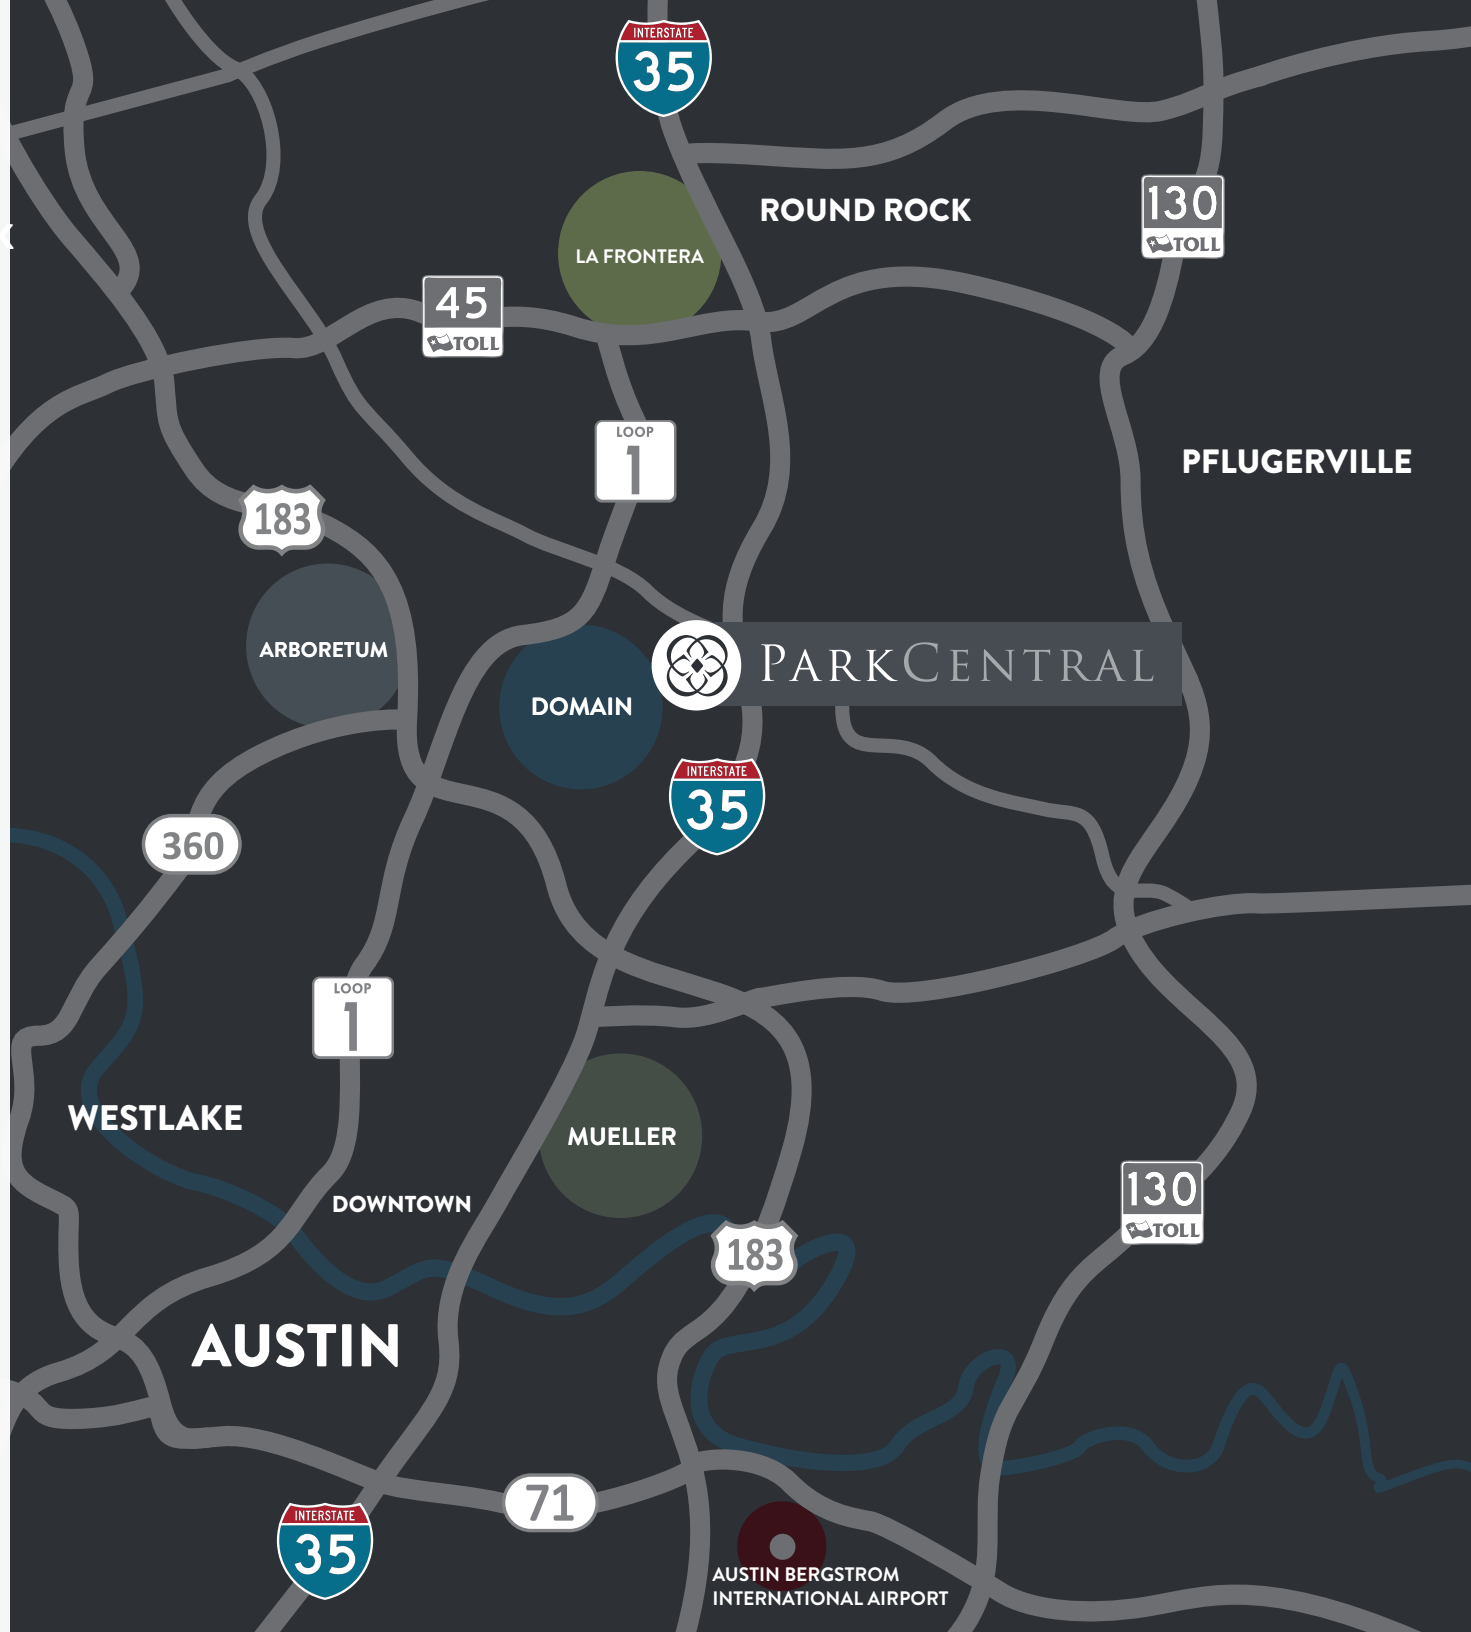 INTERSTATE
35
ROUND ROCK
130
TOLL
LA FRONTERA
45
TOLL
LOOP
1
PFLUGERVILLE
183
ARBORETUM
PARKCENTRAL
DOMAIN
INTERSTATE
35
360
LOOP
1
WESTLAKE
MUELLER
DOWNTOWN
130
TOLL
183
AUSTIN
71
INTERSTATE
35
AUSTIN BERGSTROM
INTERNATIONAL AIRPORT